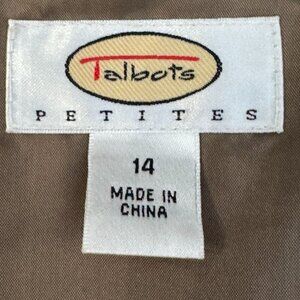 Talbots
PETITES
14
MADE IN
CHINA